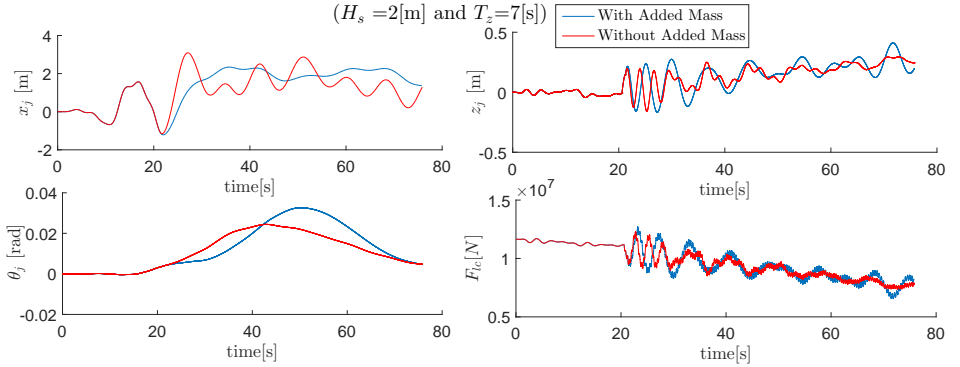 (H_s =2[m] and T_z=7[s])
With Added Mass
Without Added Mass
4
2
0
-2
x_j [m]
0 20 40 60 80
time[s]
0.5
0
-0.5
z_j [m]
0 20 40 60 80
time[s]
0.04
0.02
0
-0.02
θ_j [rad]
0 20 40 60 80
time[s]
×10^7
1.5
1
0.5
F_{lc}[N]
0 20 40 60 80
time[s]